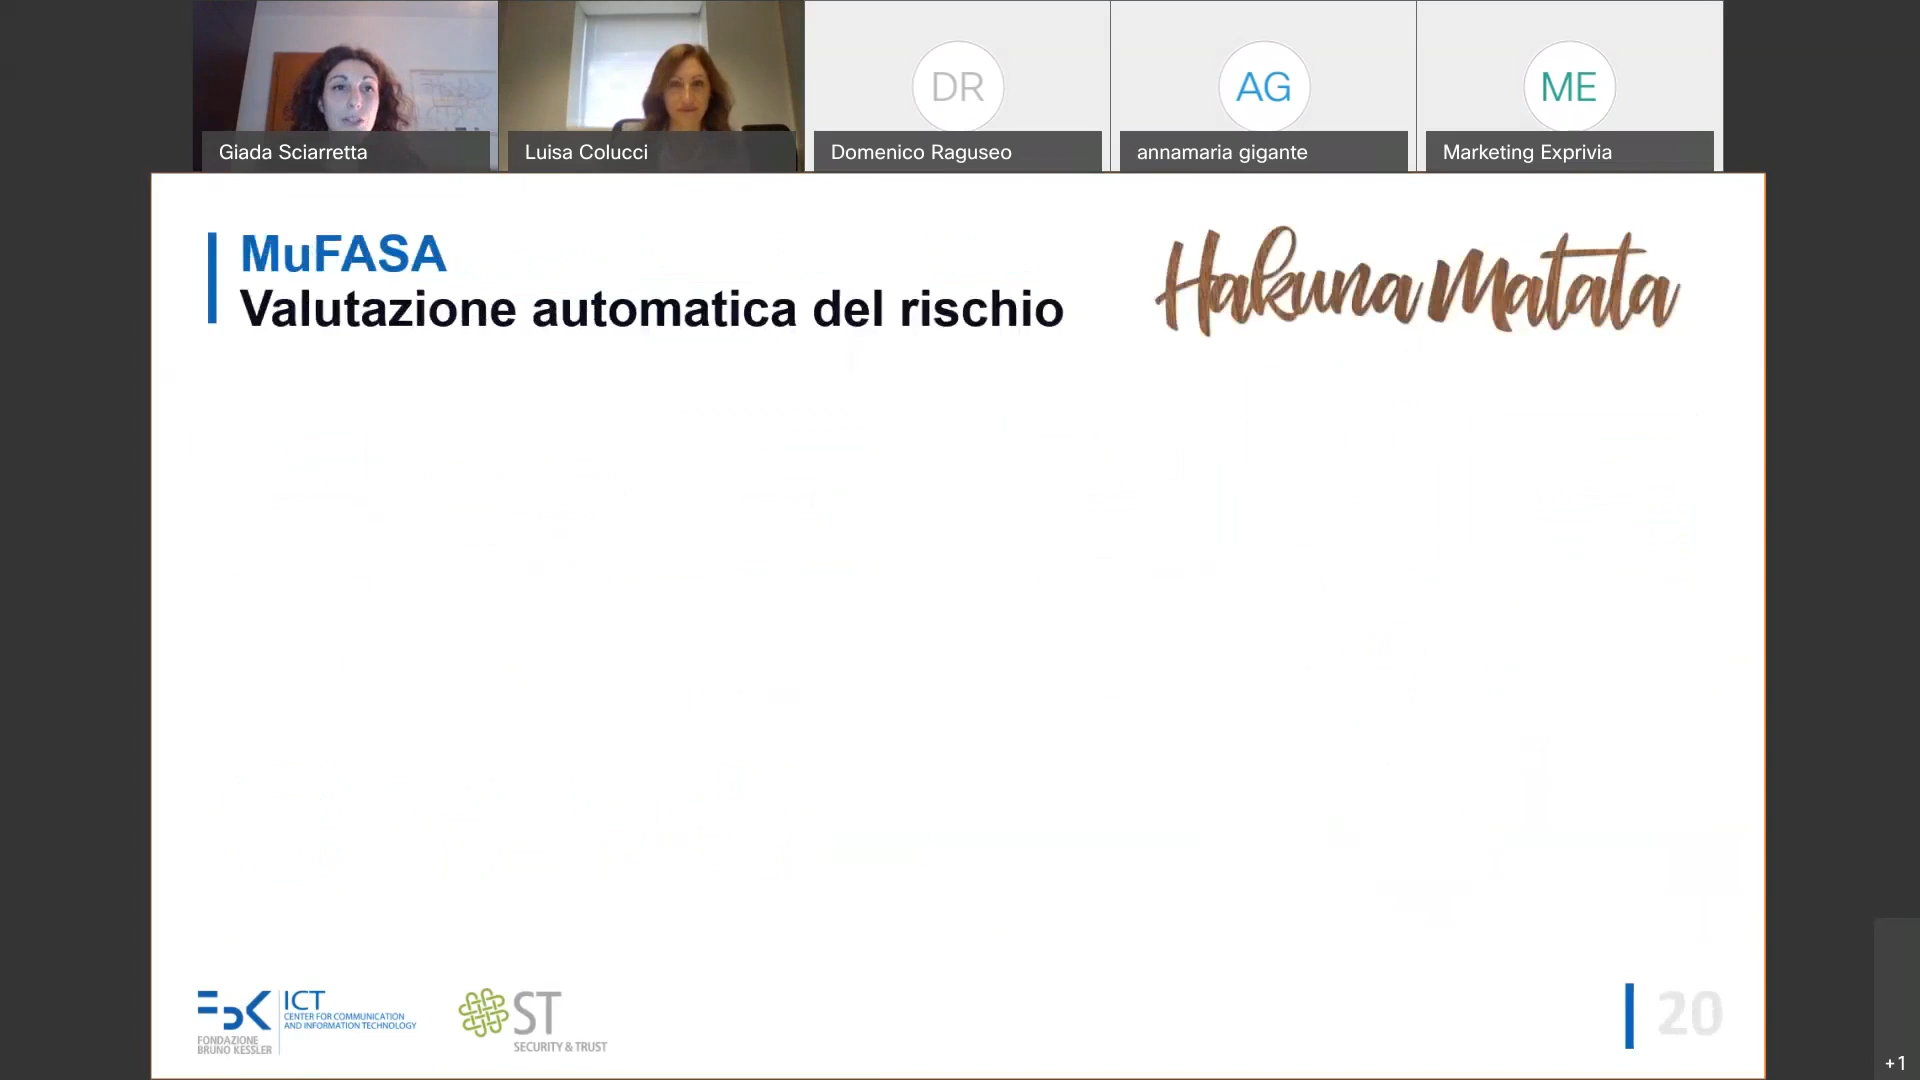 DR
AG
ME
Giada Sciarretta
Luisa Colucci
Domenico Raguseo
annamaria gigante
Marketing Exprivia
MuFASA
Valutazione automatica del rischio
Hakuna Matata
FBK
FONDAZIONE
BRUNO KESSLER
ICT
CENTER FOR COMMUNICATION
AND INFORMATION TECHNOLOGY
ST
SECURITY & TRUST
20
+1